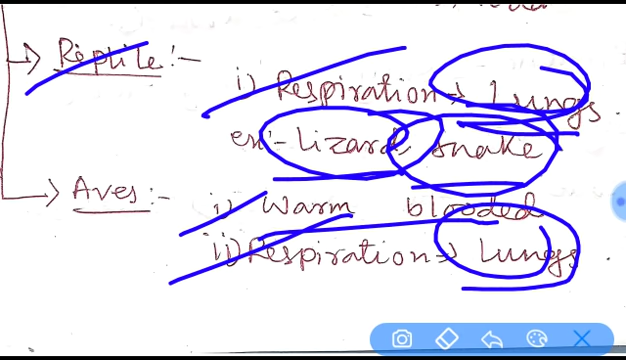 → Reptile :-
i) Respiration → Lungs.
ex:- Lizard, snake
→ Aves :-
i) Warm blooded
ii) Respiration → Lungs.